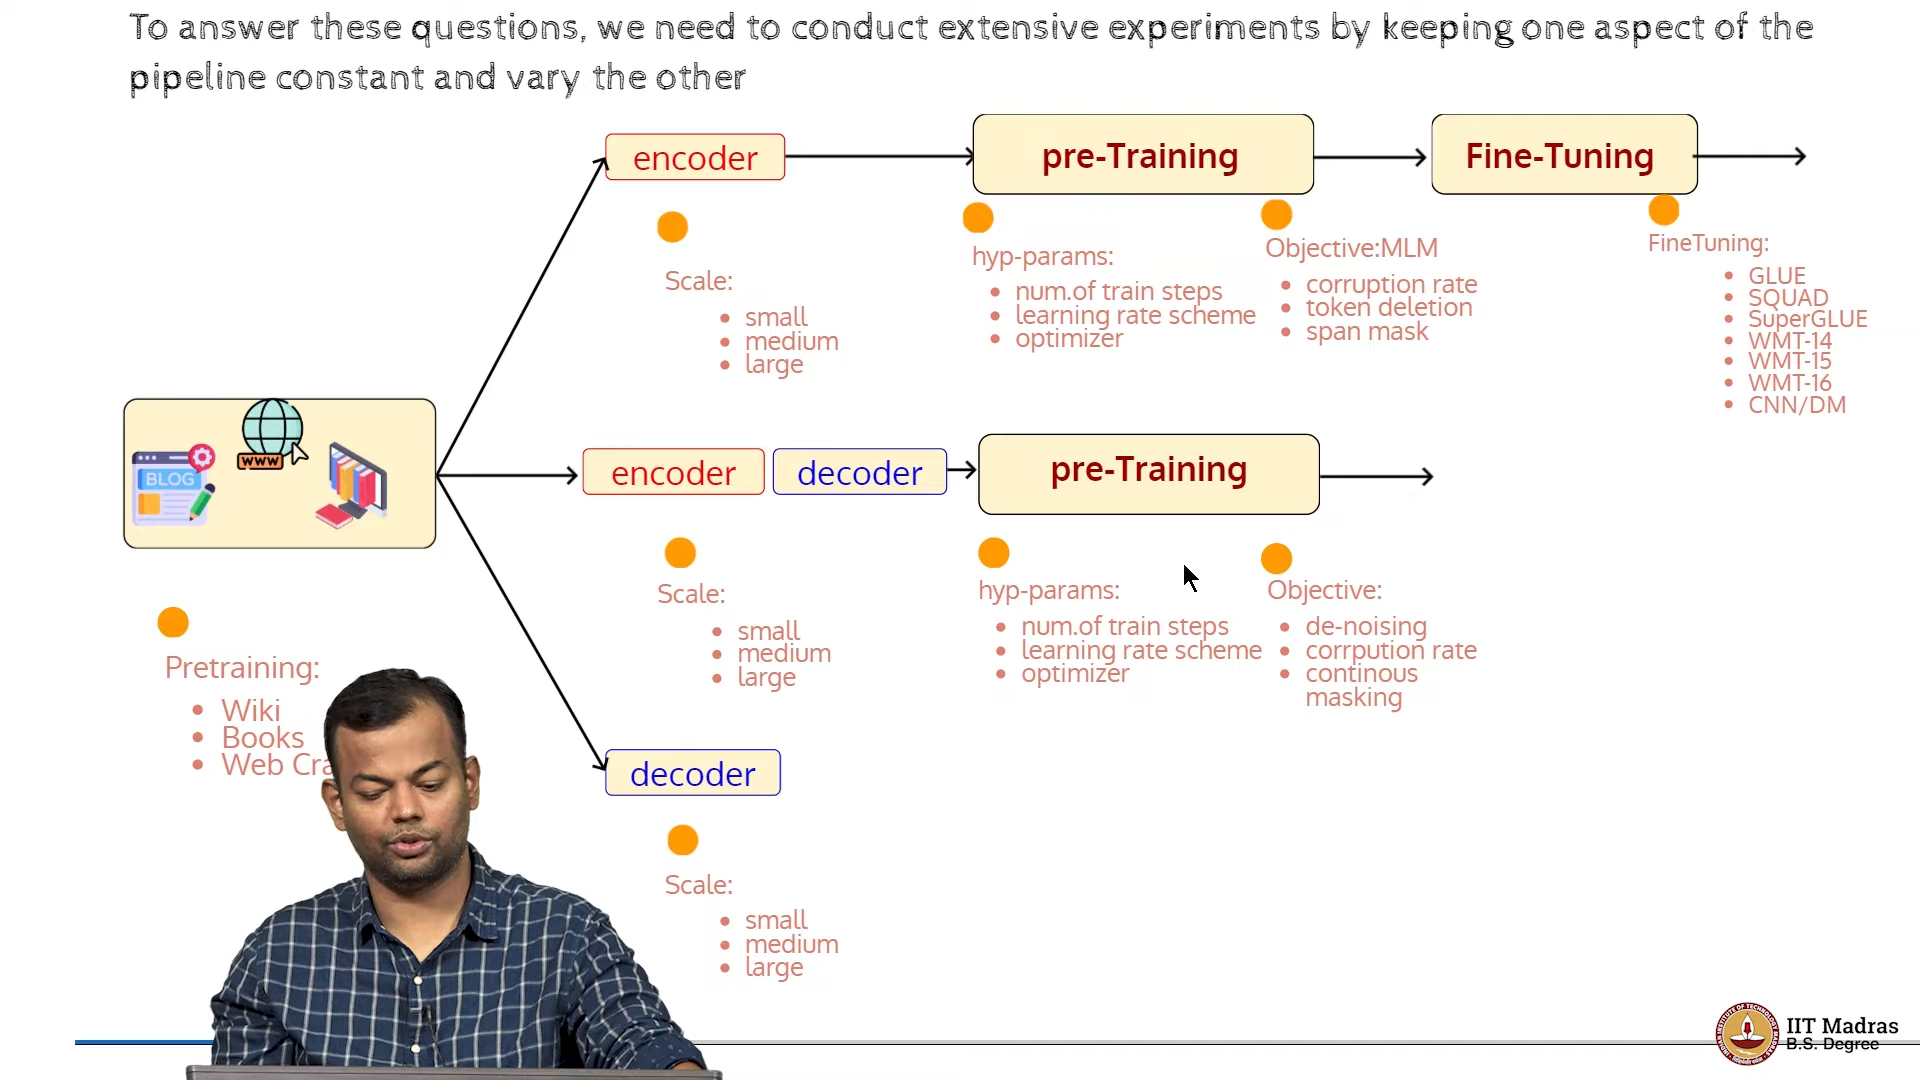 To answer these questions, we need to conduct extensive experiments by keeping one aspect of the
pipeline constant and vary the other
encoder
pre-Training
Fine-Tuning
Scale:
small
medium
large
hyp-params:
num.of train steps
learning rate scheme
optimizer
Objective:MLM
corruption rate
token deletion
span mask
FineTuning:
GLUE
SQUAD
SuperGLUE
WMT-14
WMT-15
WMT-16
CNN/DM
BLOG
WWW
encoder
decoder
pre-Training
Scale:
small
medium
large
hyp-params:
num.of train steps
learning rate scheme
optimizer
Objective:
de-noising
corrpution rate
continous
masking
Pretraining:
Wiki
Books
Web
decoder
Scale:
small
medium
large
IIT Madras
B.S. Degree